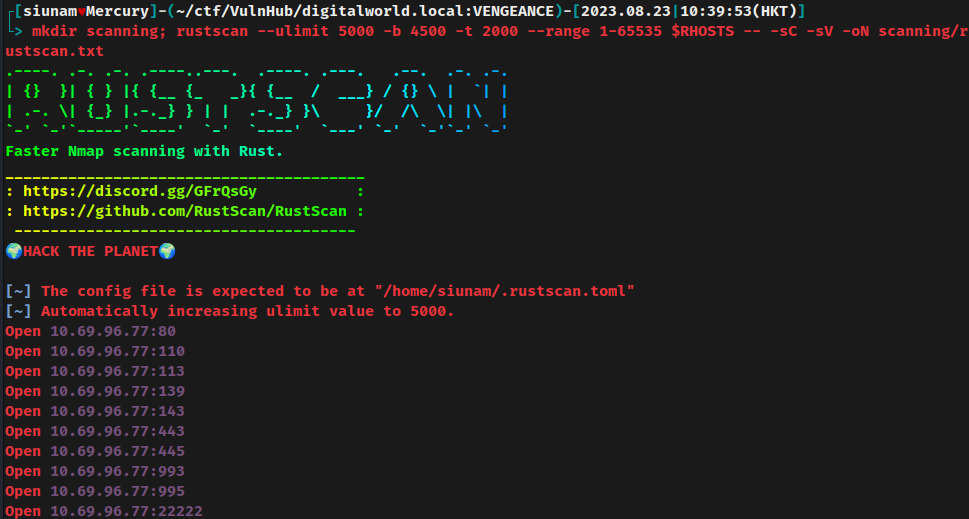 [siunam♥Mercury]-(~/ctf/VulnHub/digitalworld.local:VENGEANCE)-[2023.08.23|10:39:53(HKT)]
> mkdir scanning; rustscan --ulimit 5000 -b 4500 -t 2000 --range 1-65535 $RHOSTS -- -sC -sV -oN scanning/r
ustscan.txt
.----. .-. .-. .----..---.  .----. .---.   .--.  .-. .-.
| {}  }| { } |{ {__ {_   _}{ {__  /  ___} / {} \ |  `| |
| .-. \| {_} |.-._} } | |  .-._} }\     }/  /\  \| |\  |
`-' `-'`-----'`----'  `-'  `----'  `---' `-'  `-'`-' `-'
Faster Nmap scanning with Rust.
________________________________________
: https://discord.gg/GFrQsGy           :
: https://github.com/RustScan/RustScan :
 --------------------------------------
🌍HACK THE PLANET🌍
[~] The config file is expected to be at "/home/siunam/.rustscan.toml"
[~] Automatically increasing ulimit value to 5000.
Open 10.69.96.77:80
Open 10.69.96.77:110
Open 10.69.96.77:113
Open 10.69.96.77:139
Open 10.69.96.77:143
Open 10.69.96.77:443
Open 10.69.96.77:445
Open 10.69.96.77:993
Open 10.69.96.77:995
Open 10.69.96.77:22222